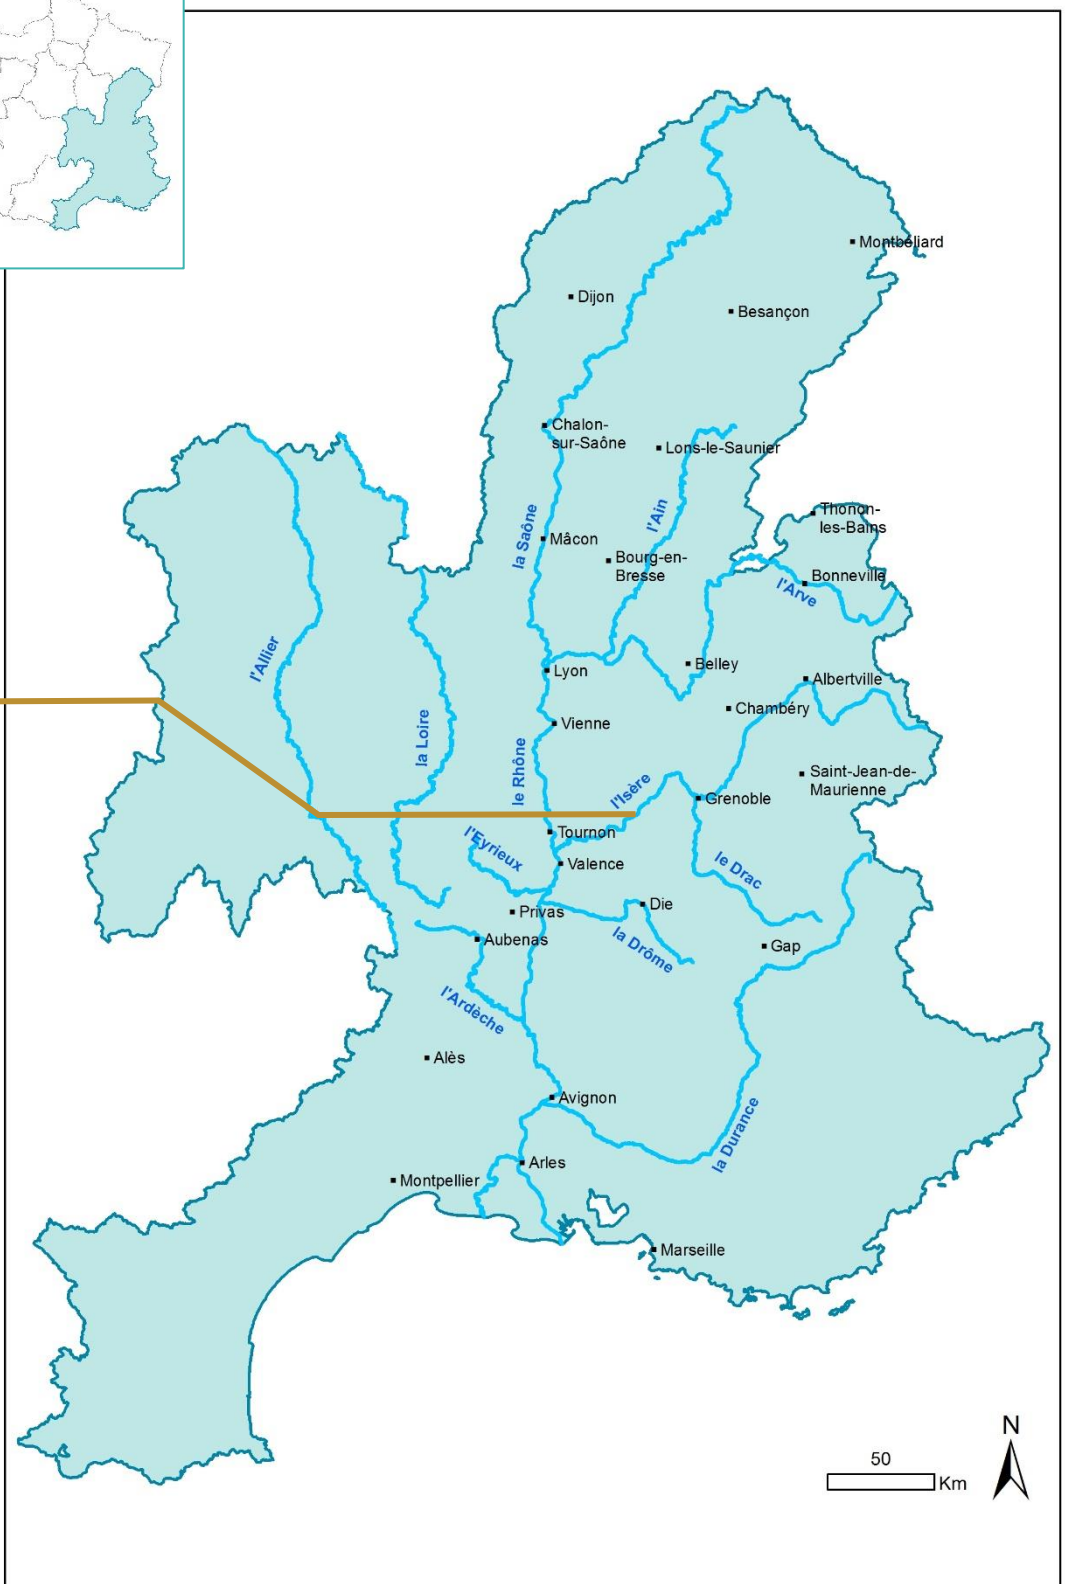 Montbéliard
Dijon
Besançon
Chalon-
sur-Saône
Lons-le-Saunier
Thonon-
les-Bains
la Saône
l'Ain
Mâcon
Bourg-en-
Bresse
Bonneville
l'Arve
l'Allier
Lyon
Belley
Albertville
Chambéry
la Loire
Vienne
le Rhône
Saint-Jean-de-
Maurienne
l'Isère
Grenoble
Tournon
l'Eyrieux
Valence
le Drac
Die
Privas
Aubenas
la Drôme
Gap
l'Ardèche
Alès
Avignon
la Durance
Arles
Montpellier
Marseille
N
50
Km